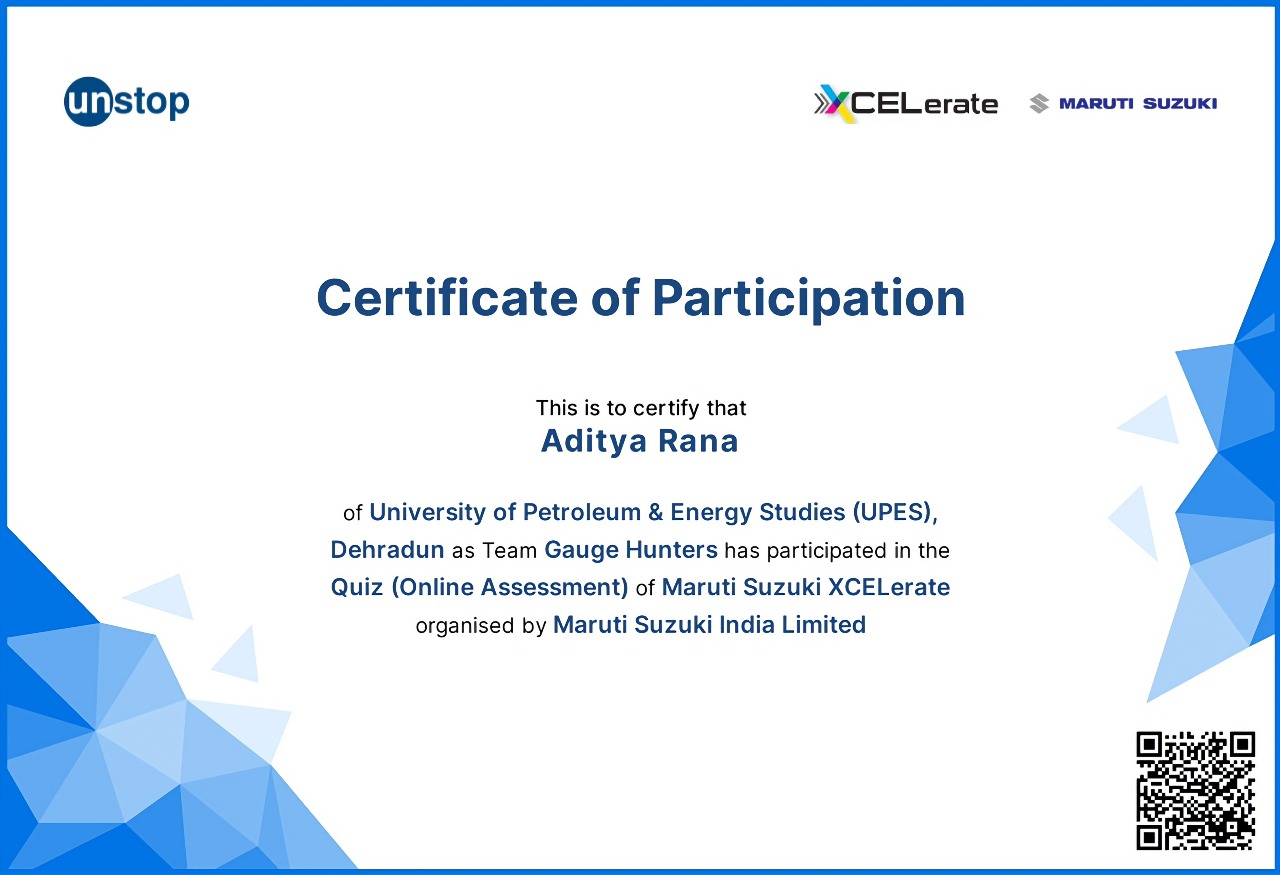 unstop
XCELerate
MARUTI SUZUKI
Certificate of Participation
This is to certify that
Aditya Rana
of University of Petroleum & Energy Studies (UPES),
Dehradun as Team Gauge Hunters has participated in the
Quiz (Online Assessment) of Maruti Suzuki XCELerate
organised by Maruti Suzuki India Limited